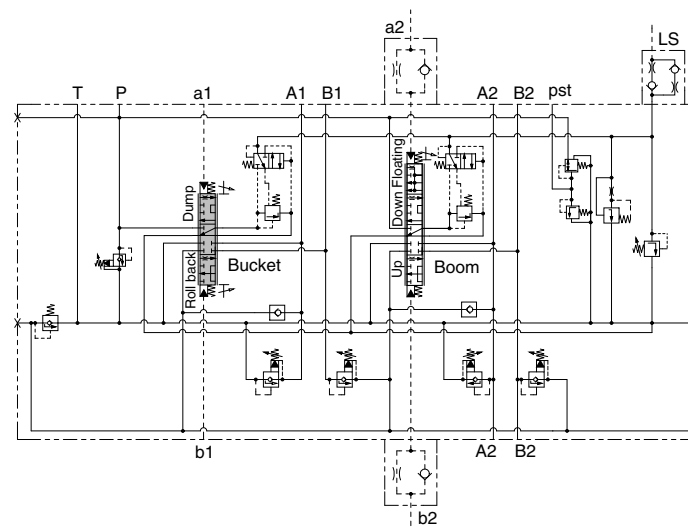 a2
LS
T P a1 A1 B1 A2 B2 pst
Dump
Roll back
Bucket
Down Floating
Up
Boom
b1 A2 B2
b2